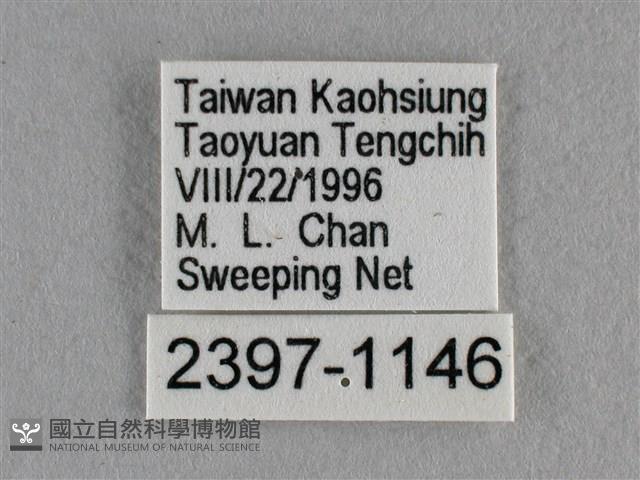 Taiwan Kaohsiung
Taoyuan Tengchih
VIII/22/1996
M. L. Chan
Sweeping Net
2397-1146
國立自然科學博物館
NATIONAL MUSEUM OF NATURAL SCIENCE